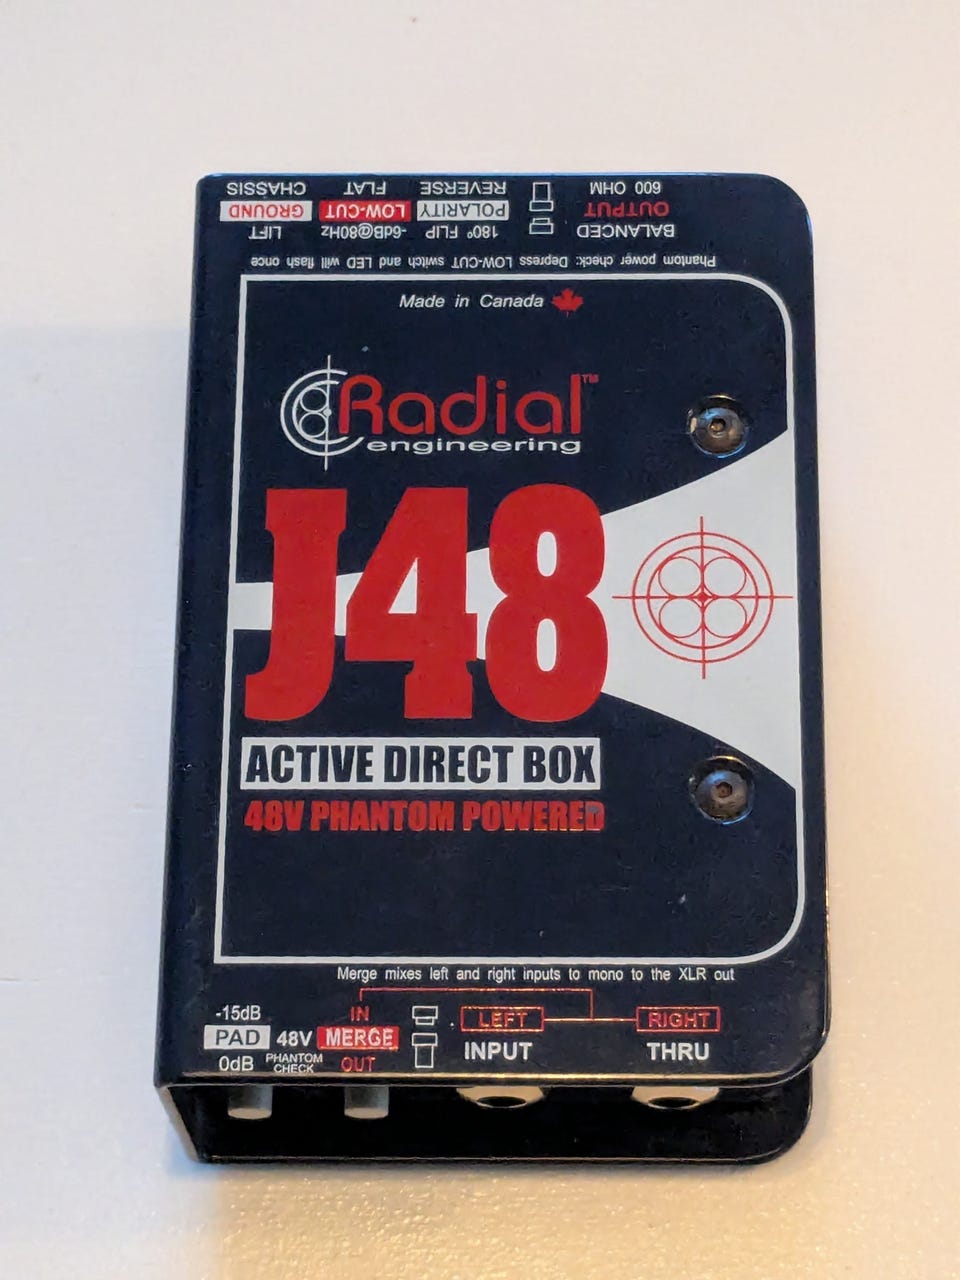 CHASSIS FLAT REVERSE 600 OHM
GROUND LOW-CUT POLARITY OUTPUT
LIFT -6dB@80Hz 180° FLIP BALANCED
Phantom power check: Depress LOW-CUT switch and LED will flash once
Made in Canada
Radial™
engineering
J48
ACTIVE DIRECT BOX
48V PHANTOM POWERED
Merge mixes left and right inputs to mono to the XLR out
-15dB IN LEFT RIGHT
PAD 48V MERGE INPUT THRU
0dB PHANTOM CHECK OUT